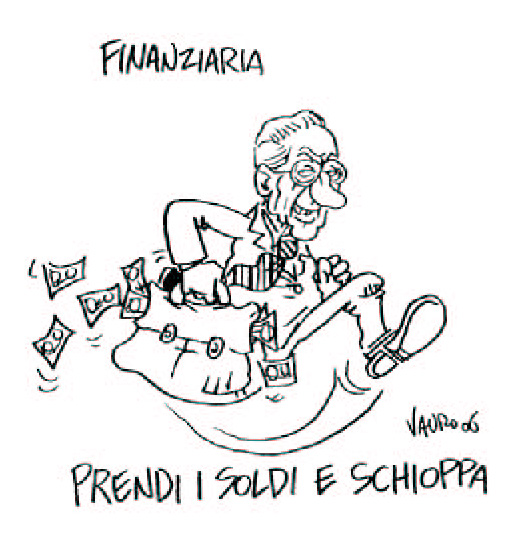 FINANZIARIA
VAURO 06
PRENDI I SOLDI E SCHIOPPA